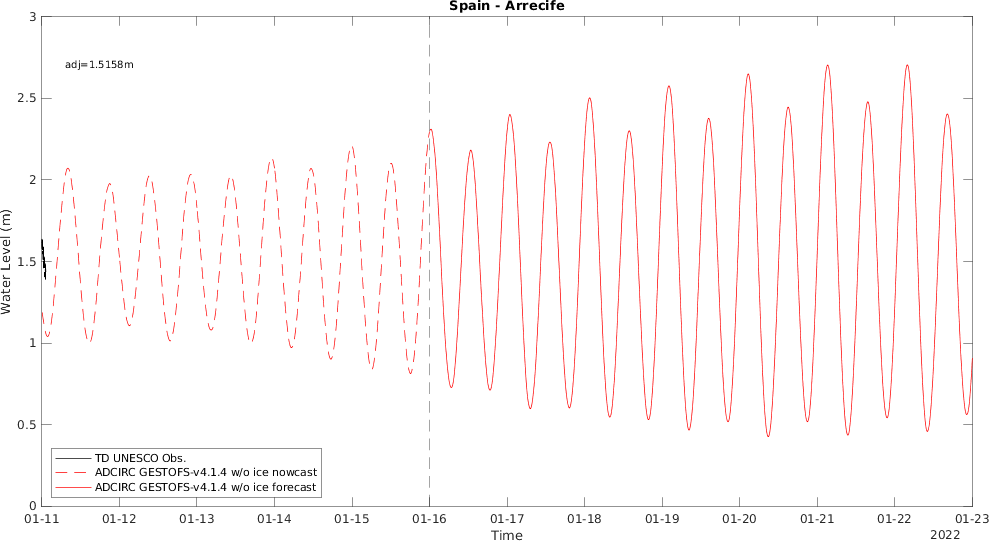 Spain - Arrecife
adj=1.5158m
3
2.5
2
1.5
1
0.5
0
Water Level (m)
TD UNESCO Obs.
ADCIRC GESTOFS-v4.1.4 w/o ice nowcast
ADCIRC GESTOFS-v4.1.4 w/o ice forecast
01-11 01-12 01-13 01-14 01-15 01-16 01-17 01-18 01-19 01-20 01-21 01-22 01-23
Time
2022